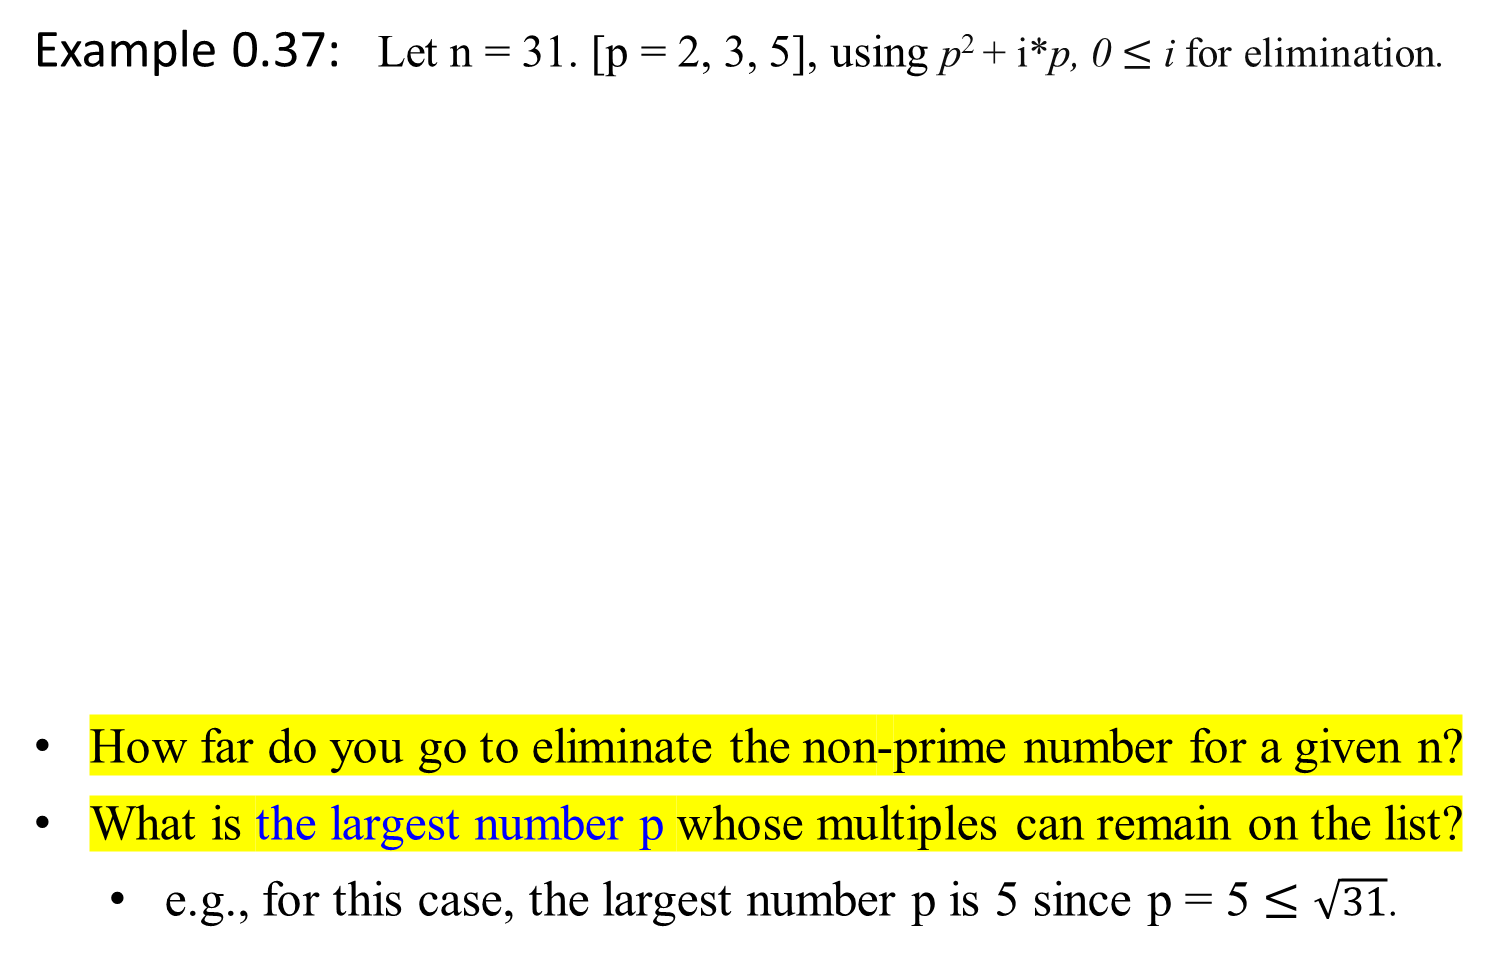 Example 0.37: Let n = 31. [p = 2, 3, 5], using p² + i*p, 0 ≤ i for elimination.
• How far do you go to eliminate the non-prime number for a given n?
• What is the largest number p whose multiples can remain on the list?
• e.g., for this case, the largest number p is 5 since p = 5 ≤ √31.